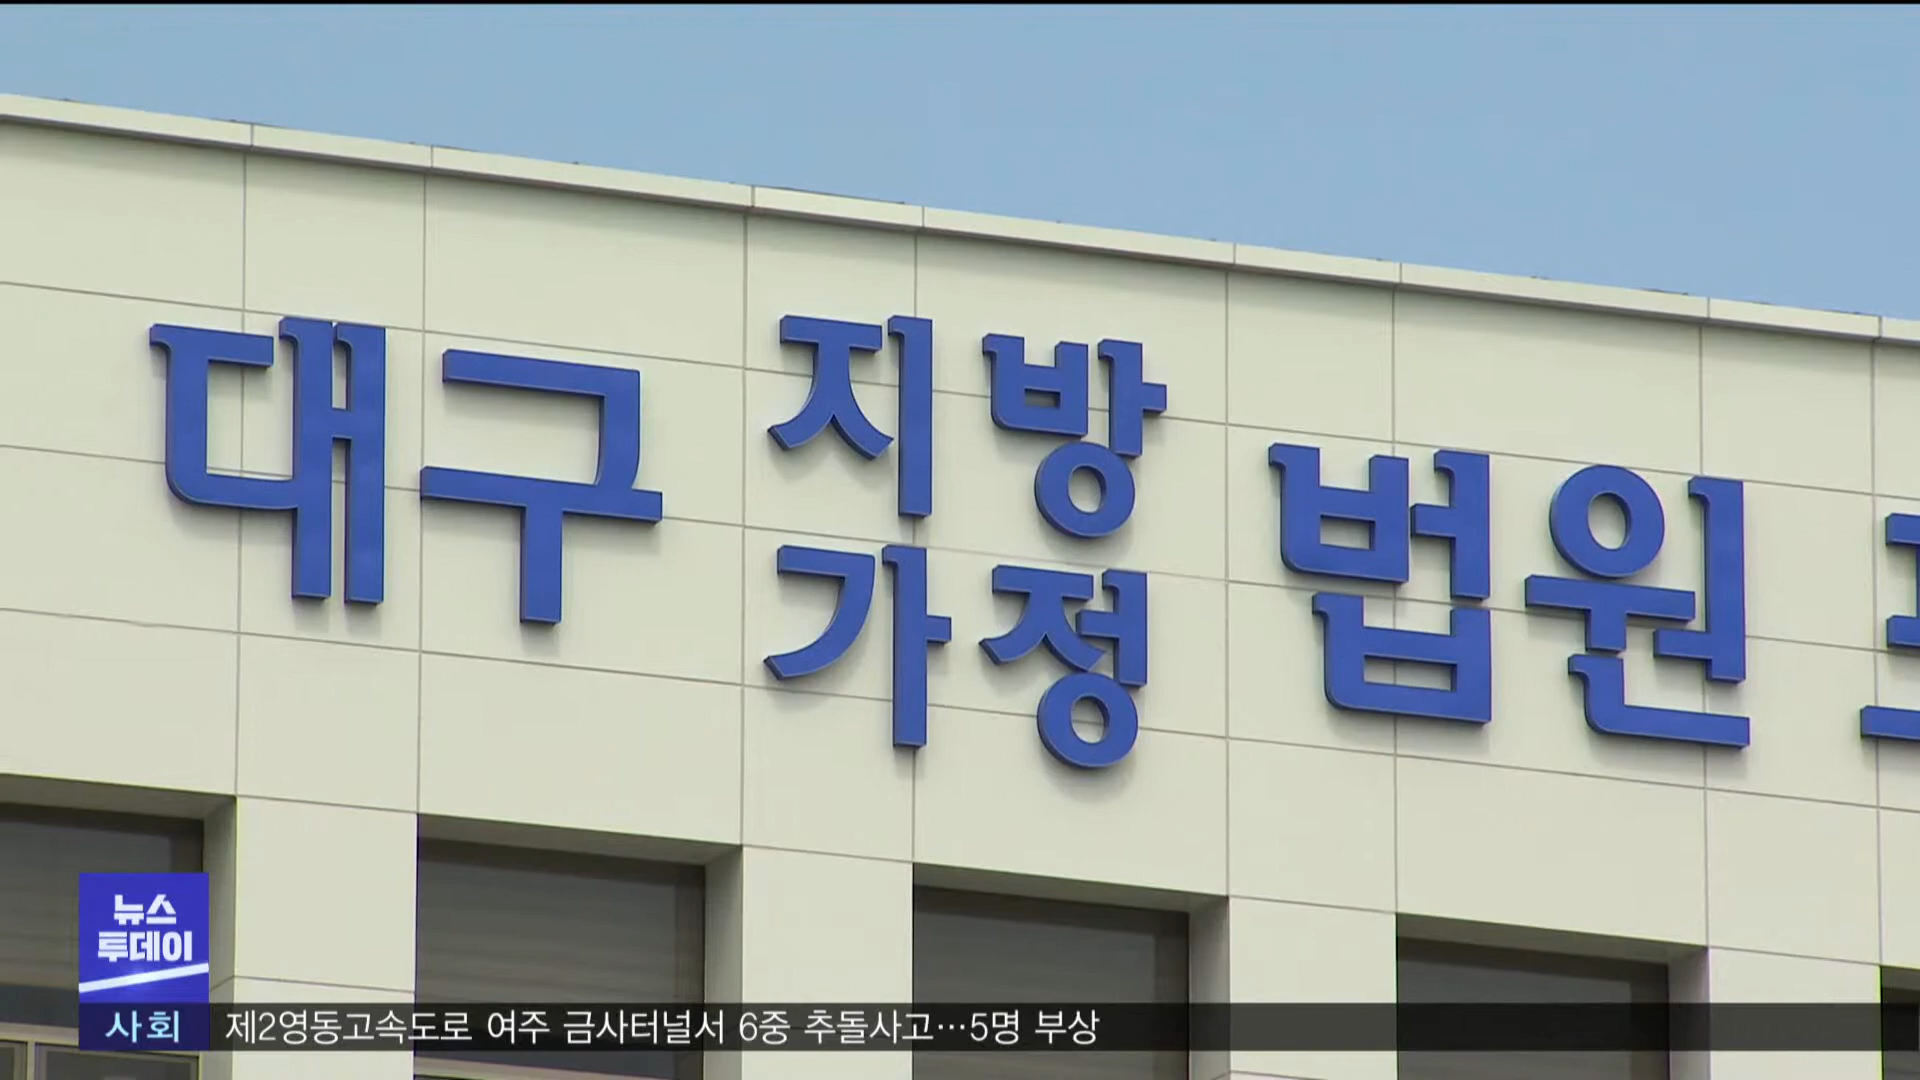 대구 지방 법원
가정
뉴스
투데이
사회 제2영동고속도로 여주 금사터널서 6중 추돌사고…5명 부상